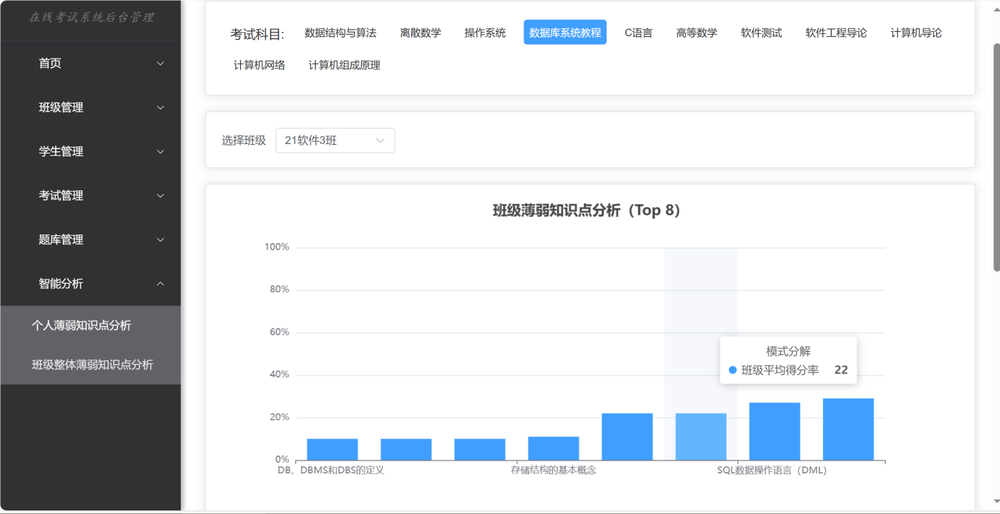 在线考试系统后台管理
首页
班级管理
学生管理
考试管理
题库管理
智能分析
个人薄弱知识点分析
班级整体薄弱知识点分析
考试科目: 数据结构与算法 离散数学 操作系统 数据库系统教程 C语言 高等数学 软件测试 软件工程导论 计算机导论
计算机网络 计算机组成原理
选择班级 21软件3班
班级薄弱知识点分析（Top 8）
100%
80%
60%
40%
20%
0%
模式分解
班级平均得分率 22
DB、DBMS和DBS的定义 存储结构的基本概念 SQL数据操作语言（DML）